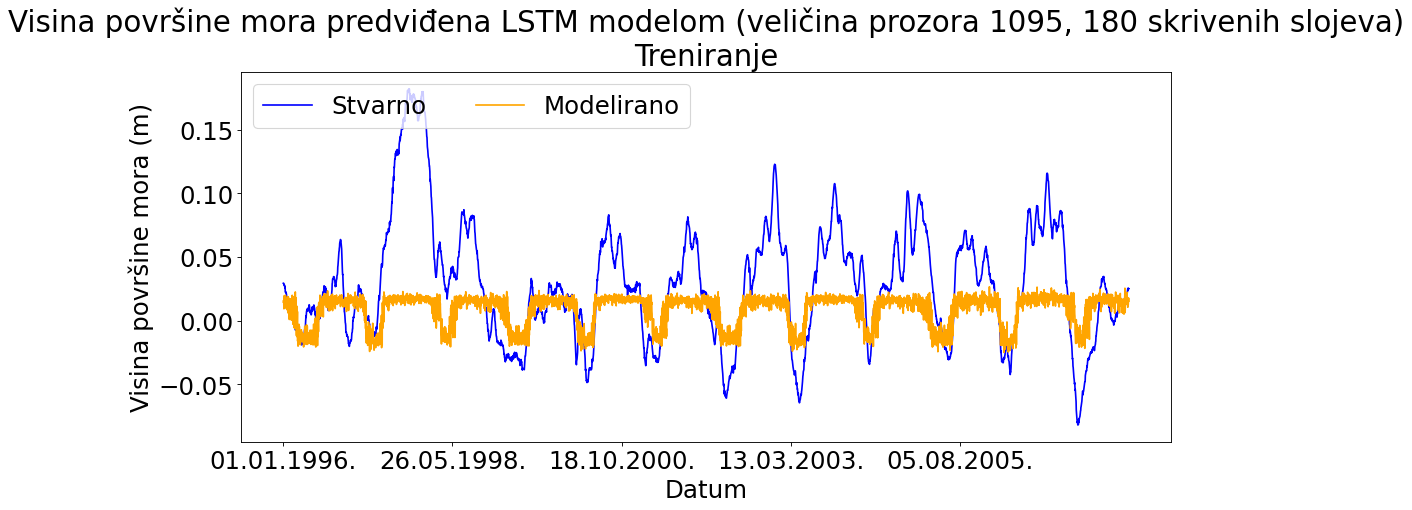 Visina površine mora predviđena LSTM modelom (veličina prozora 1095, 180 skrivenih slojeva)
Treniranje
Stvarno Modelirano
Visina površine mora (m)
0.15
0.10
0.05
0.00
−0.05
01.01.1996. 26.05.1998. 18.10.2000. 13.03.2003. 05.08.2005.
Datum